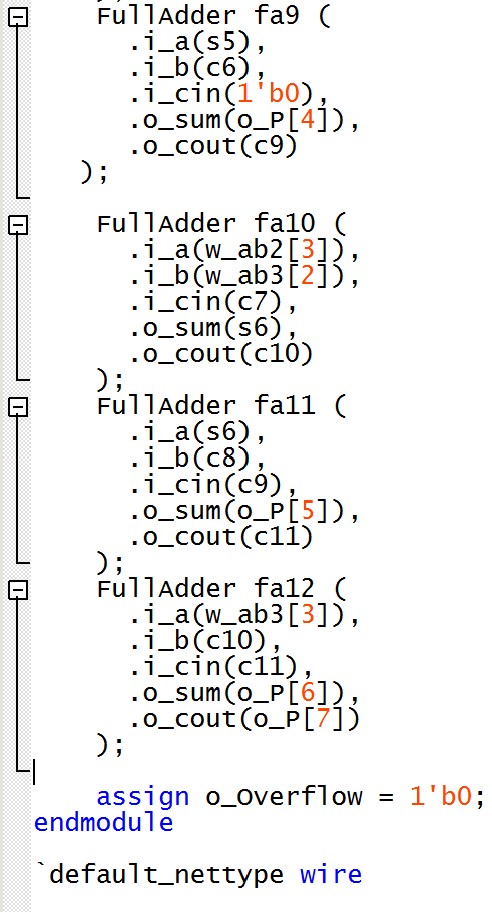 FullAdder fa9 (
.i_a(s5),
.i_b(c6),
.i_cin(1'b0),
.o_sum(o_P[4]),
.o_cout(c9)
);
FullAdder fa10 (
.i_a(w_ab2[3]),
.i_b(w_ab3[2]),
.i_cin(c7),
.o_sum(s6),
.o_cout(c10)
);
FullAdder fa11 (
.i_a(s6),
.i_b(c8),
.i_cin(c9),
.o_sum(o_P[5]),
.o_cout(c11)
);
FullAdder fa12 (
.i_a(w_ab3[3]),
.i_b(c10),
.i_cin(c11),
.o_sum(o_P[6]),
.o_cout(o_P[7])
);
assign o_Overflow = 1'b0;
endmodule
`default_nettype wire